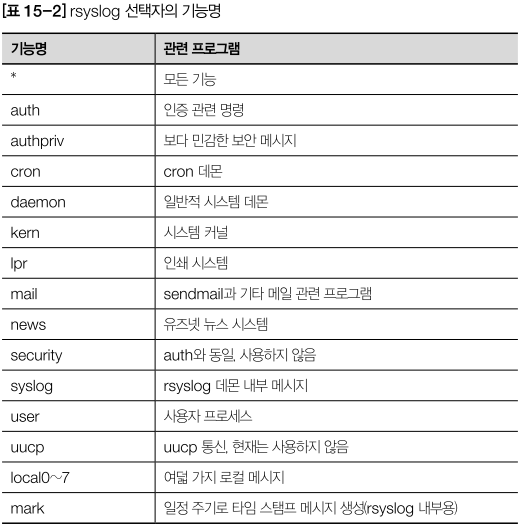 [표 15-2] rsyslog 선택자의 기능명
기능명 관련 프로그램
* 모든 기능
auth 인증 관련 명령
authpriv 보다 민감한 보안 메시지
cron cron 데몬
daemon 일반적 시스템 데몬
kern 시스템 커널
lpr 인쇄 시스템
mail sendmail과 기타 메일 관련 프로그램
news 유즈넷 뉴스 시스템
security auth와 동일, 사용하지 않음
syslog rsyslog 데몬 내부 메시지
user 사용자 프로세스
uucp uucp 통신, 현재는 사용하지 않음
local0~7 여덟 가지 로컬 메시지
mark 일정 주기로 타임 스탬프 메시지 생성(rsyslog 내부용)